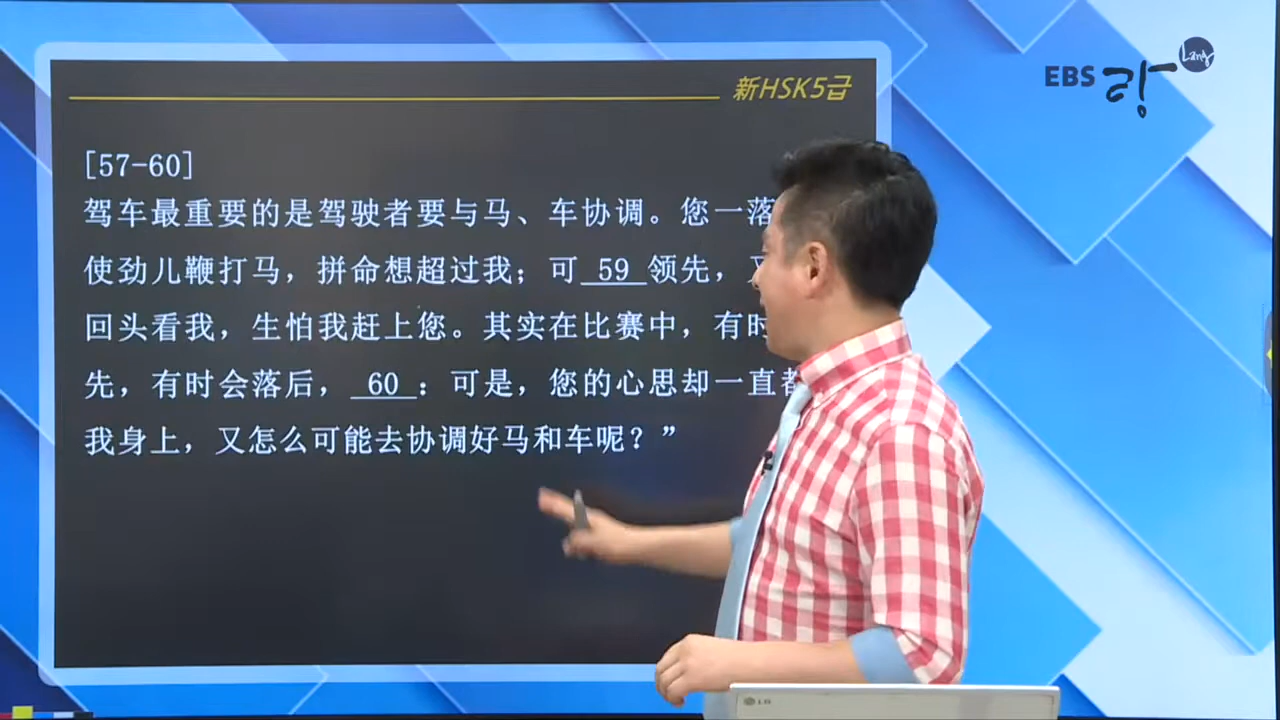 EBS 랑
Lang
新HSK5급
[57-60]
驾车最重要的是驾驶者要与马、车协调。您一落
使劲儿鞭打马，拼命想超过我；可 59 领先，又
回头看我，生怕我赶上您。其实在比赛中，有时
先，有时会落后， 60 ：可是，您的心思却一直都
我身上，又怎么可能去协调好马和车呢？”
LG